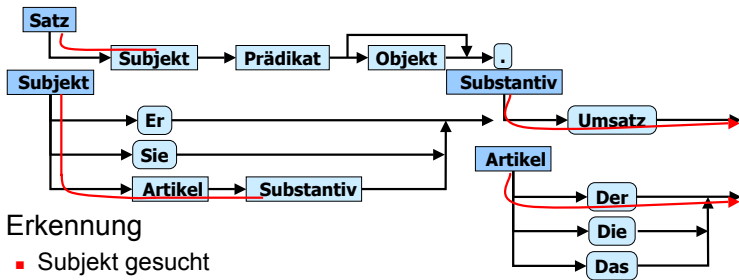 Satz
Subjekt Prädikat Objekt .
Subjekt Substantiv
Er Umsatz
Sie Artikel
Artikel Substantiv Der
Erkennung Die
Subjekt gesucht Das